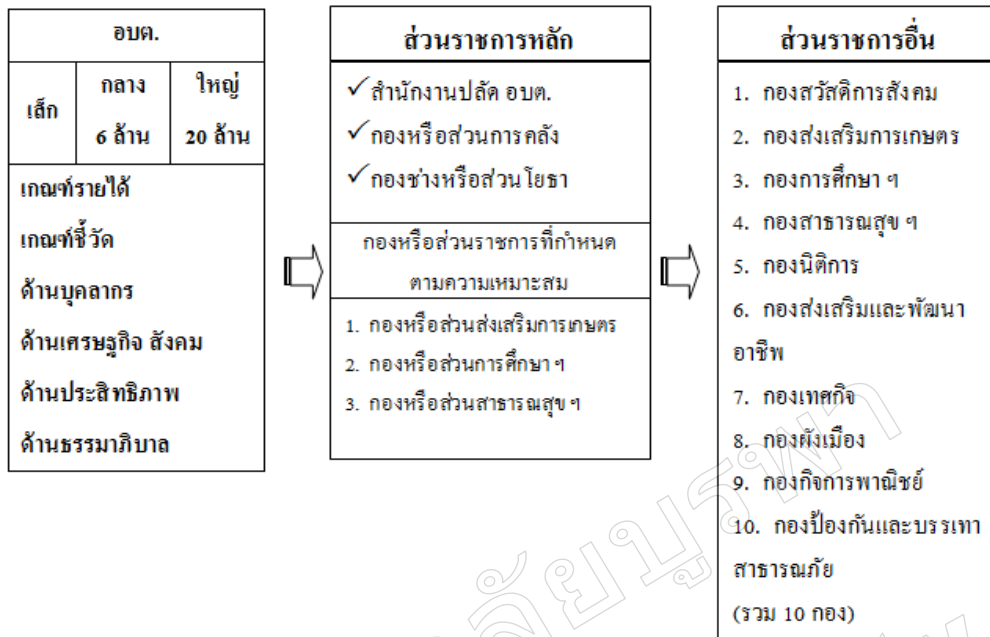 อบต.
เล็ก
กลาง
6 ล้าน
ใหญ่
20 ล้าน
เกณฑ์รายได้
เกณฑ์ชี้วัด
ด้านบุคลากร
ด้านเศรษฐกิจ สังคม
ด้านประสิทธิภาพ
ด้านธรรมาภิบาล
ส่วนราชการหลัก
✓ สำนักงานปลัด อบต.
✓ กองหรือส่วนการคลัง
✓ กองช่างหรือส่วนโยธา
กองหรือส่วนราชการที่กำหนด
ตามความเหมาะสม
1. กองหรือส่วนส่งเสริมการเกษตร
2. กองหรือส่วนการศึกษา ฯ
3. กองหรือส่วนสาธารณสุข ฯ
ส่วนราชการอื่น
1. กองสวัสดิการสังคม
2. กองส่งเสริมการเกษตร
3. กองการศึกษา ฯ
4. กองสาธารณสุข ฯ
5. กองนิติการ
6. กองส่งเสริมและพัฒนา
อาชีพ
7. กองเทศกิจ
8. กองผังเมือง
9. กองกิจการพาณิชย์
10. กองป้องกันและบรรเทา
สาธารณภัย
(รวม 10 กอง)